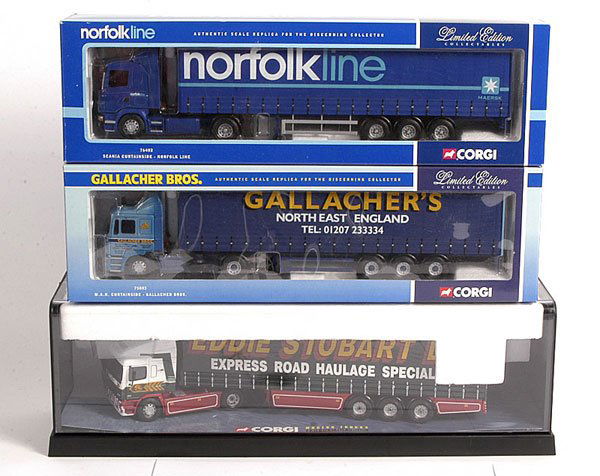 norfolkline
AUTHENTIC SCALE REPLICA FOR THE DISCERNING COLLECTOR
Limited Edition
COLLECTABLES
norfolkline
MAERSK
76402
SCANIA CURTAINSIDE - NORFOLK LINE
CORGI
GALLACHER BROS.
AUTHENTIC SCALE REPLICA FOR THE DISCERNING COLLECTOR
Limited Edition
COLLECTABLES
GALLACHER'S
NORTH EAST ENGLAND
TEL: 01207 233334
M.A.N. CURTAINSIDE - GALLACHER BROS.
CORGI
EDDIE STOBART L
EXPRESS ROAD HAULAGE SPECIAL
CORGI